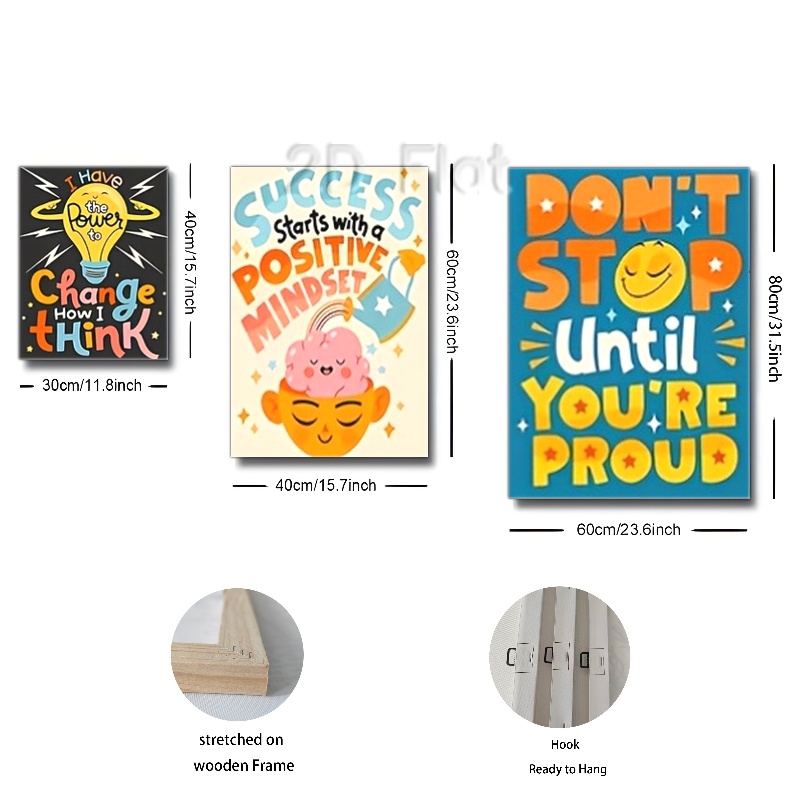 2D Flat
I HAVE
the
Power
to
Change
HOW I
tHiNK
40cm/15.7inch
30cm/11.8inch
SUCCESS
Starts with a
POSITIVE
MINDSET
60cm/23.6inch
40cm/15.7inch
DON'T
STOP
Until
YOU'RE
PROUD
80cm/31.5inch
60cm/23.6inch
stretched on
wooden Frame
Hook
Ready to Hang